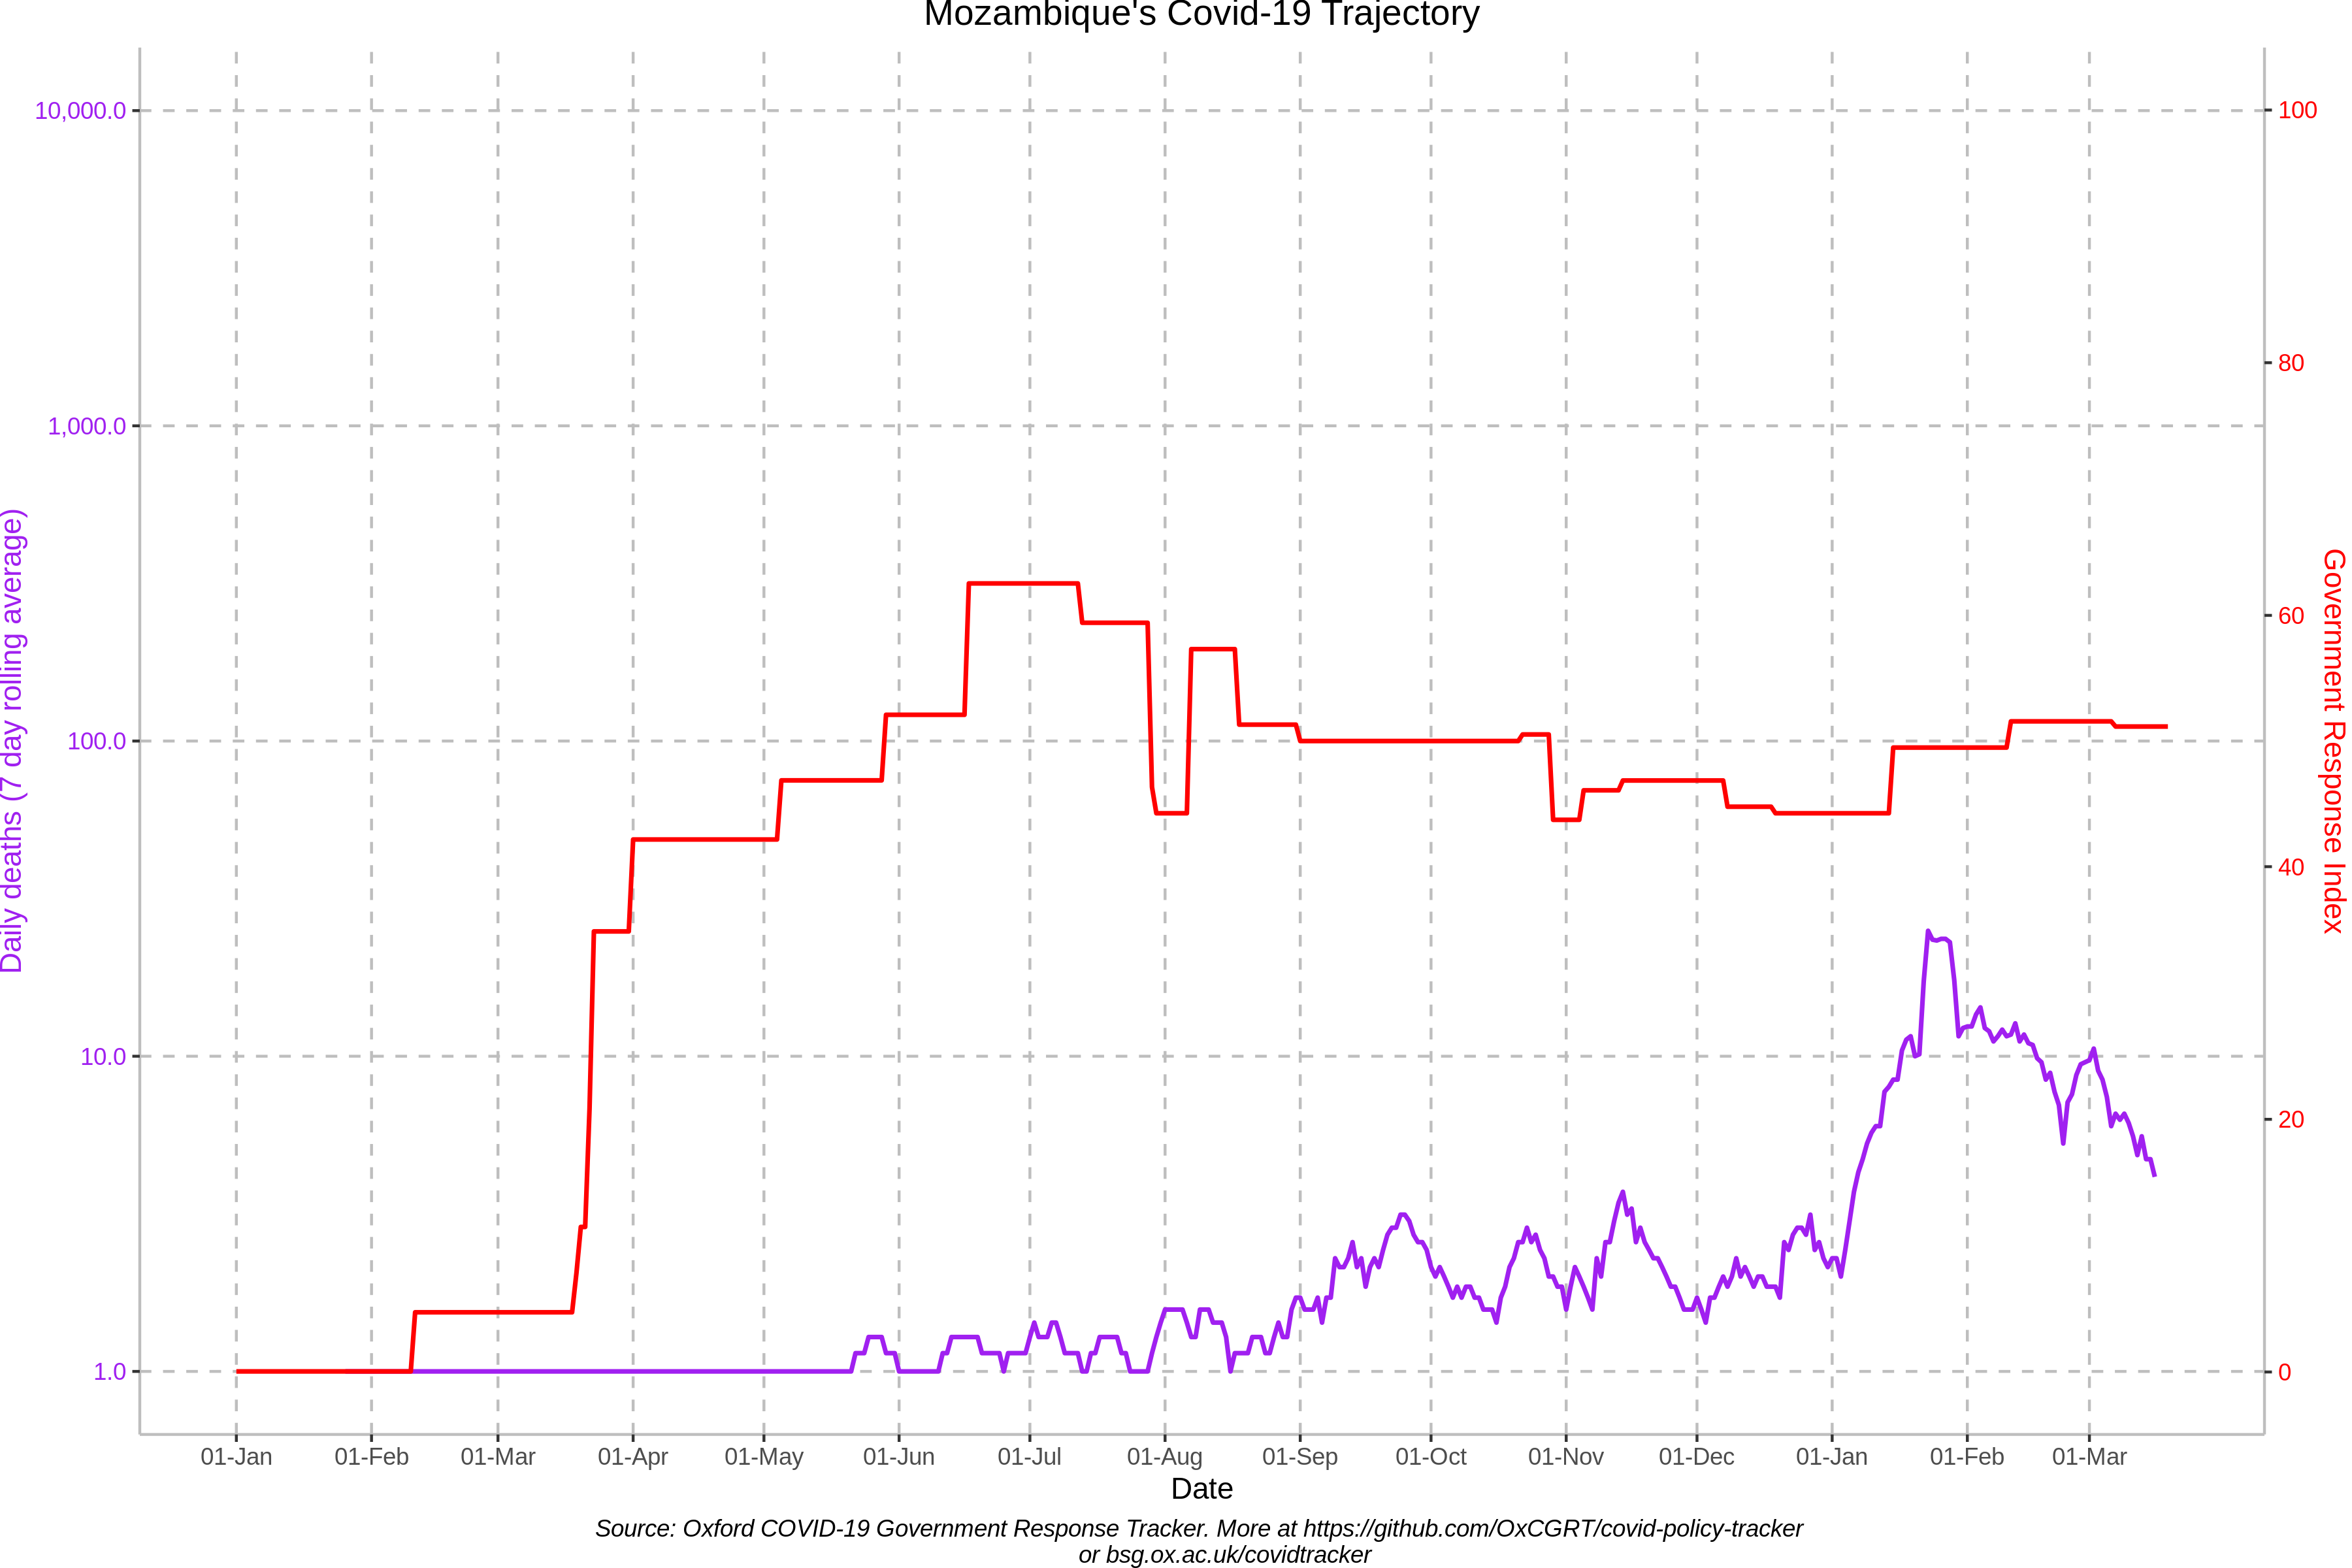 Mozambique's Covid-19 Trajectory
10,000.0
1,000.0
100.0
10.0
1.0
Daily deaths (7 day rolling average)
100
80
60
40
20
0
Government Response Index
01-Jan 01-Feb 01-Mar 01-Apr 01-May 01-Jun 01-Jul 01-Aug 01-Sep 01-Oct 01-Nov 01-Dec 01-Jan 01-Feb 01-Mar
Date
Source: Oxford COVID-19 Government Response Tracker. More at https://github.com/OxCGRT/covid-policy-tracker
or bsg.ox.ac.uk/covidtracker